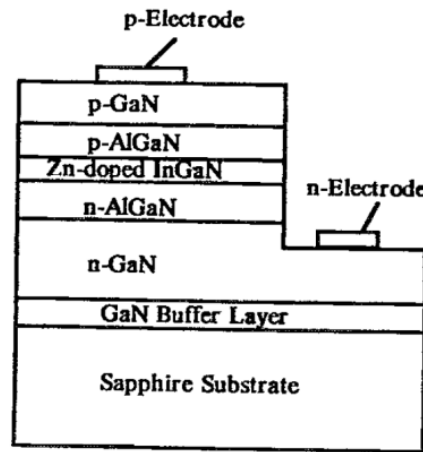 p-Electrode
p-GaN
p-AlGaN
Zn-doped InGaN
n-Electrode
n-AlGaN
n-GaN
GaN Buffer Layer
Sapphire Substrate